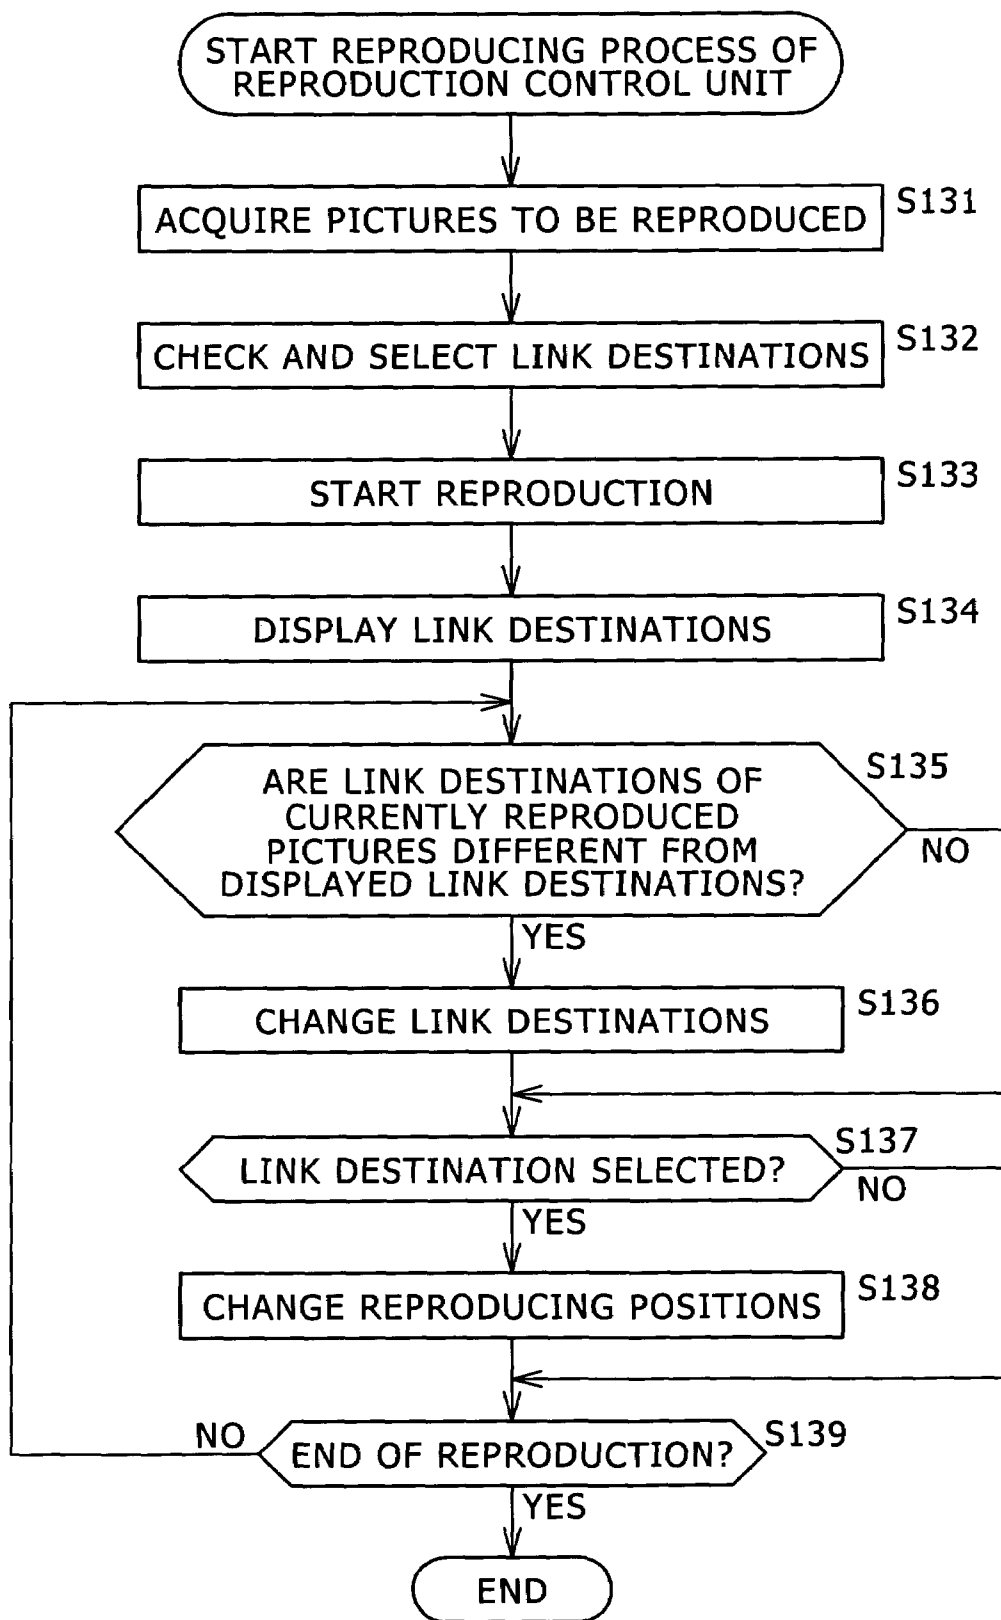 START REPRODUCING PROCESS OF
REPRODUCTION CONTROL UNIT
ACQUIRE PICTURES TO BE REPRODUCED
S131
CHECK AND SELECT LINK DESTINATIONS
S132
START REPRODUCTION
S133
DISPLAY LINK DESTINATIONS
S134
ARE LINK DESTINATIONS OF
CURRENTLY REPRODUCED
PICTURES DIFFERENT FROM
DISPLAYED LINK DESTINATIONS?
S135
NO
YES
CHANGE LINK DESTINATIONS
S136
LINK DESTINATION SELECTED?
S137
NO
YES
CHANGE REPRODUCING POSITIONS
S138
NO
END OF REPRODUCTION?
S139
YES
END